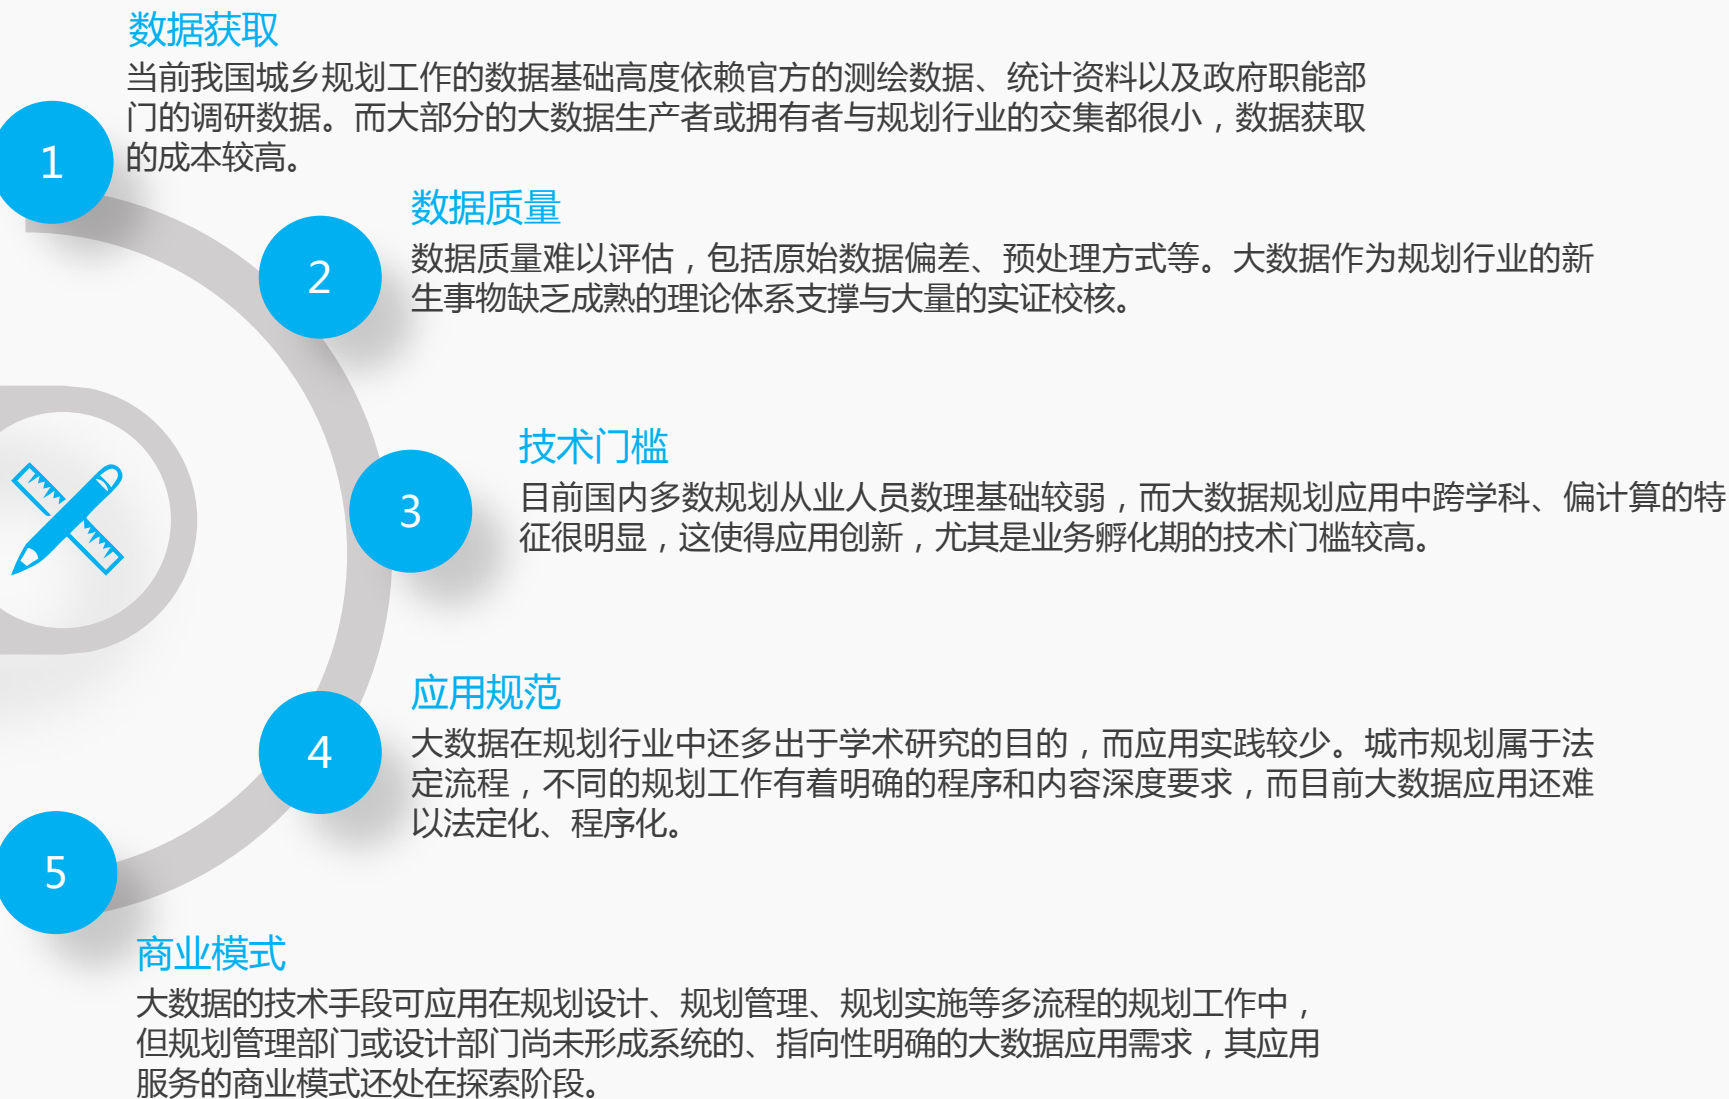 数据获取
当前我国城乡规划工作的数据基础高度依赖官方的测绘数据、统计资料以及政府职能部
门的调研数据。而大部分的大数据生产者或拥有者与规划行业的交集都很小，数据获取
的成本较高。
1
数据质量
2
数据质量难以评估，包括原始数据偏差、预处理方式等。大数据作为规划行业的新
生事物缺乏成熟的理论体系支撑与大量的实证校核。
技术门槛
3
目前国内多数规划从业人员数理基础较弱，而大数据规划应用中跨学科、偏计算的特
征很明显，这使得应用创新，尤其是业务孵化期的技术门槛较高。
应用规范
4
大数据在规划行业中还多出于学术研究的目的，而应用实践较少。城市规划属于法
定流程，不同的规划工作有着明确的程序和内容深度要求，而目前大数据应用还难
以法定化、程序化。
5
商业模式
大数据的技术手段可应用在规划设计、规划管理、规划实施等多流程的规划工作中，
但规划管理部门或设计部门尚未形成系统的、指向性明确的大数据应用需求，其应用
服务的商业模式还处在探索阶段。